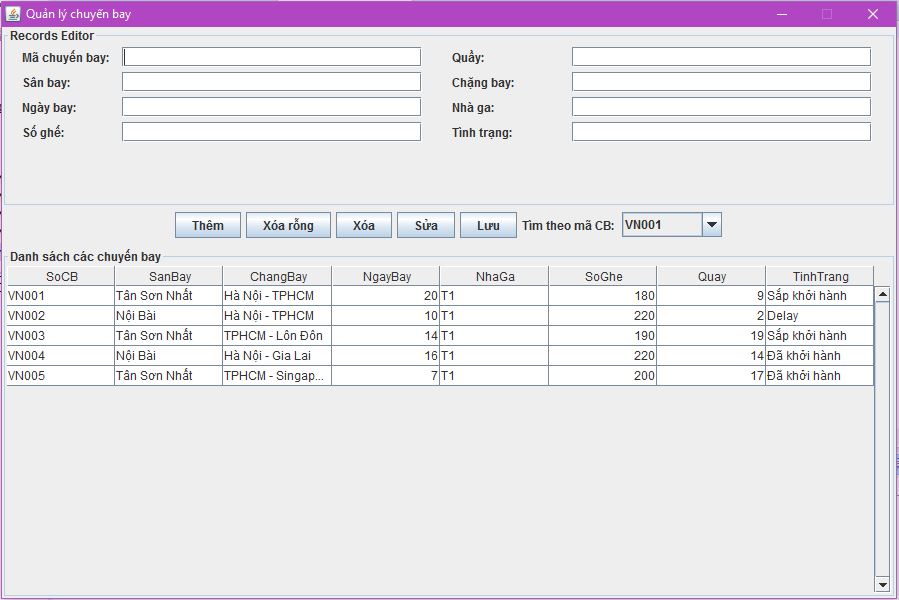 Quản lý chuyến bay
Records Editor
Mã chuyến bay: Quầy:
Sân bay: Chặng bay:
Ngày bay: Nhà ga:
Số ghế: Tình trạng:
Thêm Xóa rỗng Xóa Sửa Lưu Tìm theo mã CB: VN001
Danh sách các chuyến bay
SoCB SanBay ChangBay NgayBay NhaGa SoGhe Quay TinhTrang
VN001 Tân Sơn Nhất Hà Nội - TPHCM 20 T1 180 9 Sắp khởi hành
VN002 Nội Bài Hà Nội - TPHCM 10 T1 220 2 Delay
VN003 Tân Sơn Nhất TPHCM - Lôn Đôn 14 T1 190 19 Sắp khởi hành
VN004 Nội Bài Hà Nội - Gia Lai 16 T1 220 14 Đã khởi hành
VN005 Tân Sơn Nhất TPHCM - Singap... 7 T1 200 17 Đã khởi hành